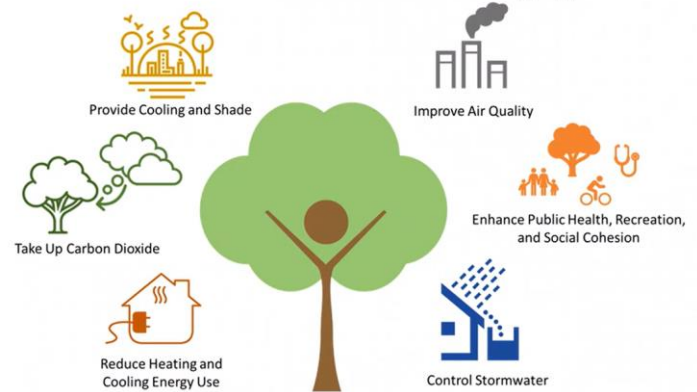 Provide Cooling and Shade
Improve Air Quality
Take Up Carbon Dioxide
Enhance Public Health, Recreation,
and Social Cohesion
Reduce Heating and
Cooling Energy Use
Control Stormwater